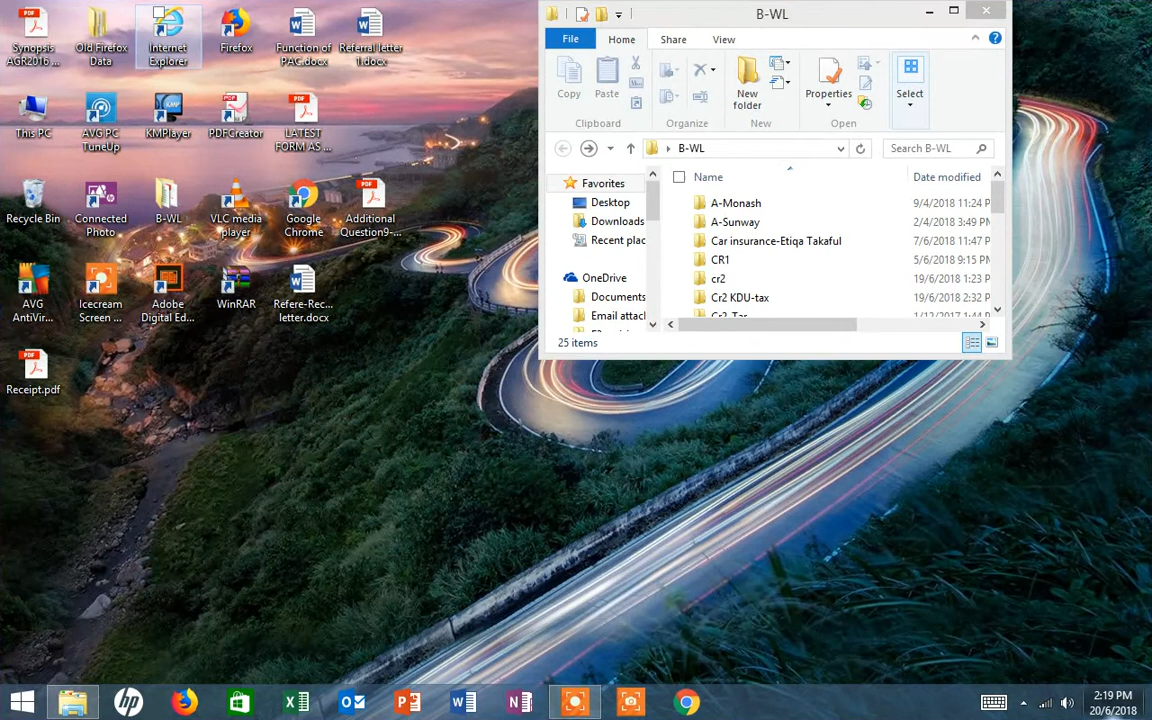 Synopsis AGR2016 ...
Old Firefox Data
Internet Explorer
Firefox
Function of PAG.docx
Referral letter 1.docx
This PC
AVG PC TuneUp
KMPlayer
PDFCreator
LATEST FORM AS ...
Recycle Bin
Connected Photo
B-WL
VLC media player
Google Chrome
Additional Question9-...
AVG AntiVir...
Icecream Screen ...
Adobe Digital Ed...
WinRAR
Refere-Rec... letter.docx
Receipt.pdf
B-WL
File Home Share View
Copy
Paste
New folder
Properties
Select
Clipboard Organize New Open
B-WL
Search B-WL
Favorites
Desktop
Downloads
Recent plac
OneDrive
Documents
Email attacl
Name Date modified
A-Monash 9/4/2018 11:24 P
A-Sunway 2/4/2018 3:49 PM
Car insurance-Etiqa Takaful 7/6/2018 11:47 P
CR1 5/6/2018 9:15 PM
cr2 19/6/2018 1:23 P
Cr2 KDU-tax 19/6/2018 2:32 P
25 items
2:19 PM
20/6/2018